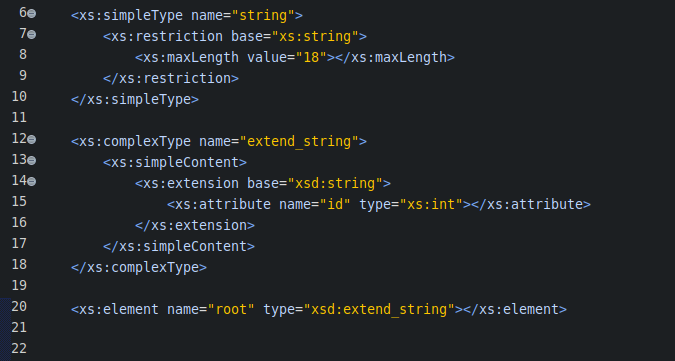 6 <xs:simpleType name="string">
7 <xs:restriction base="xs:string">
8 <xs:maxLength value="18"></xs:maxLength>
9 </xs:restriction>
10 </xs:simpleType>
11
12 <xs:complexType name="extend_string">
13 <xs:simpleContent>
14 <xs:extension base="xsd:string">
15 <xs:attribute name="id" type="xs:int"></xs:attribute>
16 </xs:extension>
17 </xs:simpleContent>
18 </xs:complexType>
19
20 <xs:element name="root" type="xsd:extend_string"></xs:element>
21
22